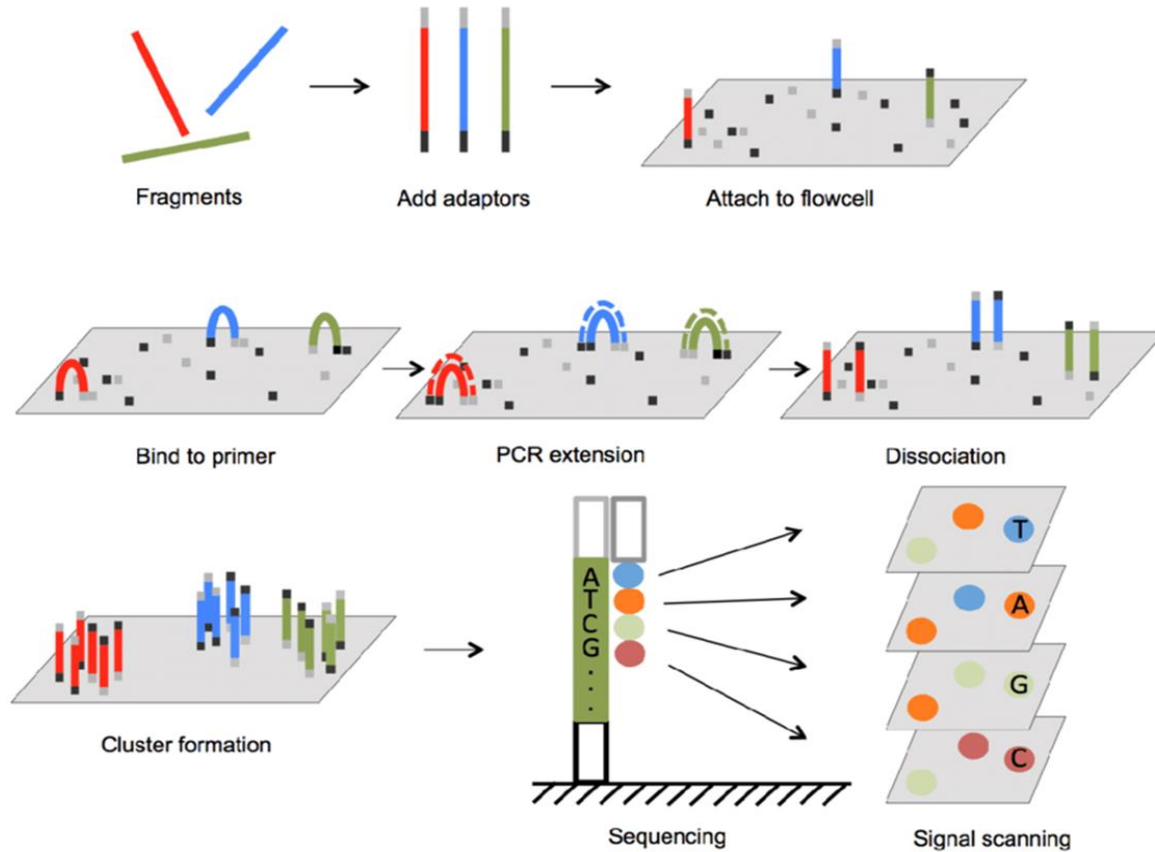 Fragments
Add adaptors
Attach to flowcell
Bind to primer
PCR extension
Dissociation
Cluster formation
A
T
C
G
.
.
.
Sequencing
T
A
G
C
Signal scanning